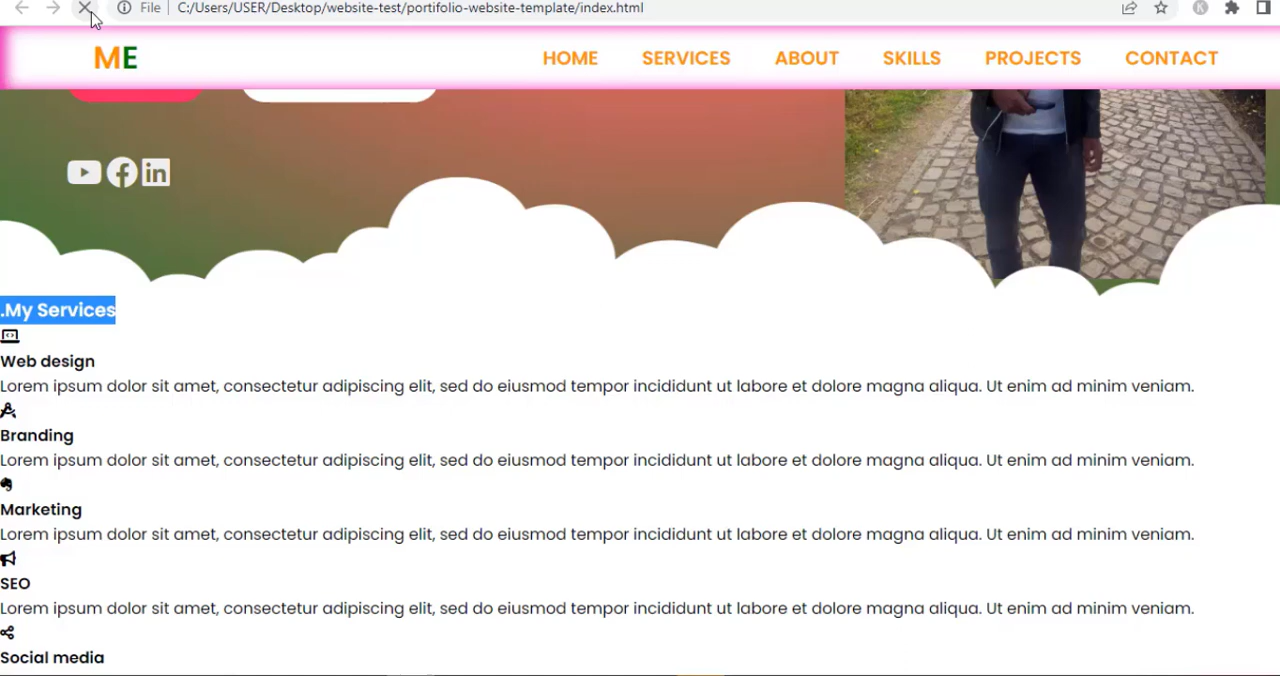 File C:/Users/USER/Desktop/website-test/portifolio-website-template/index.html
ME HOME SERVICES ABOUT SKILLS PROJECTS CONTACT
.My Services
Web design
Lorem ipsum dolor sit amet, consectetur adipiscing elit, sed do eiusmod tempor incididunt ut labore et dolore magna aliqua. Ut enim ad minim veniam.
Branding
Lorem ipsum dolor sit amet, consectetur adipiscing elit, sed do eiusmod tempor incididunt ut labore et dolore magna aliqua. Ut enim ad minim veniam.
Marketing
Lorem ipsum dolor sit amet, consectetur adipiscing elit, sed do eiusmod tempor incididunt ut labore et dolore magna aliqua. Ut enim ad minim veniam.
SEO
Lorem ipsum dolor sit amet, consectetur adipiscing elit, sed do eiusmod tempor incididunt ut labore et dolore magna aliqua. Ut enim ad minim veniam.
Social media